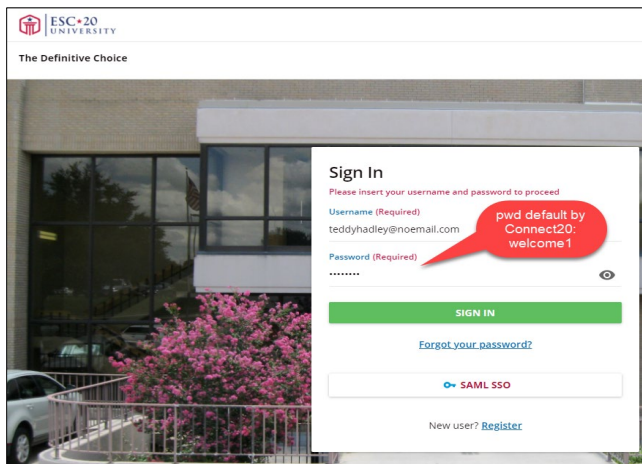 ESC★20
UNIVERSITY
The Definitive Choice
Sign In
Please insert your username and password to proceed
Username (Required)
teddyhadley@noemail.com
Password (Required)
••••••••
pwd default by
Connect20:
welcome1
SIGN IN
Forgot your password?
SAML SSO
New user? Register